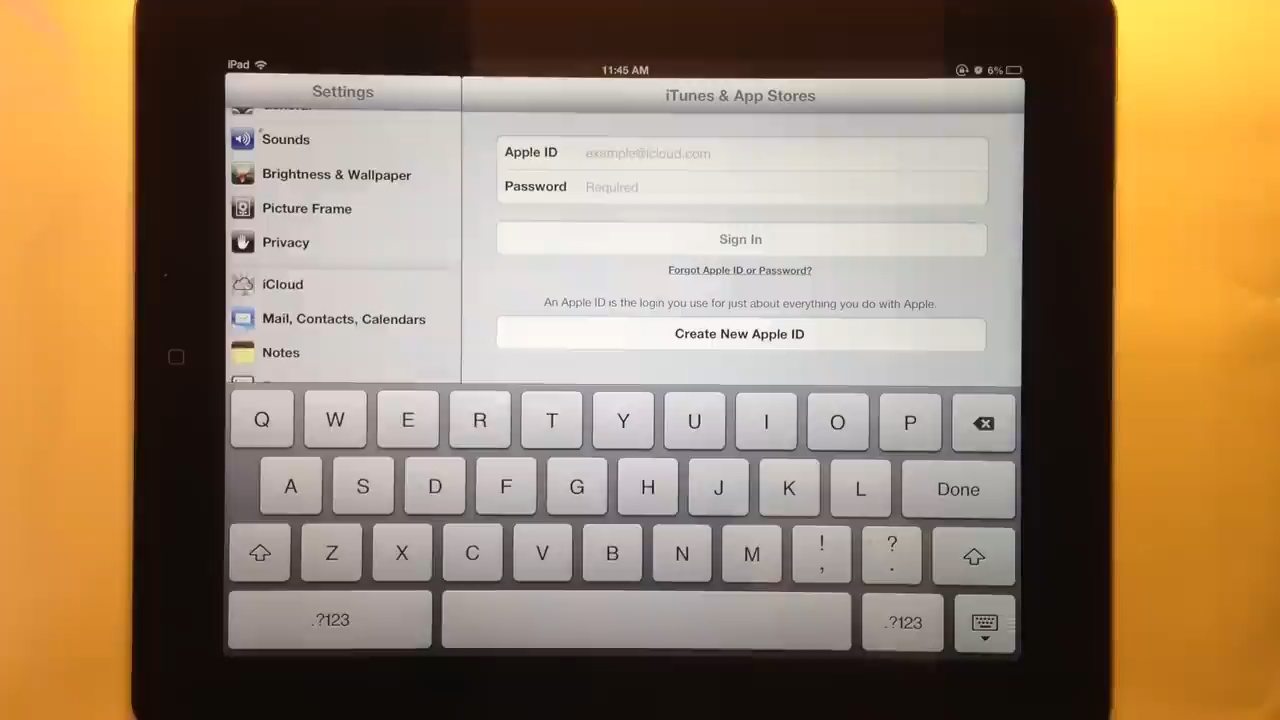 iPad
11:45 AM
6%
Settings
iTunes & App Stores
Sounds
Brightness & Wallpaper
Picture Frame
Privacy
iCloud
Mail, Contacts, Calendars
Notes
Apple ID example@icloud.com
Password Required
Sign In
Forgot Apple ID or Password?
An Apple ID is the login you use for just about everything you do with Apple.
Create New Apple ID
Q W E R T Y U I O P
A S D F G H J K L Done
Z X C V B N M ! , ? .
.?123 .?123